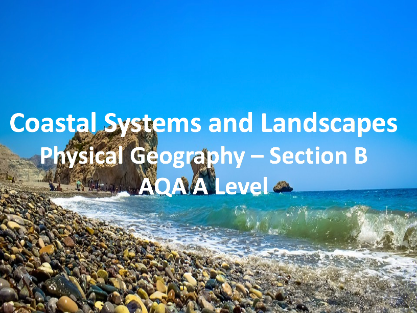 Coastal Systems and Landscapes
Physical Geography – Section B
AQA A Level